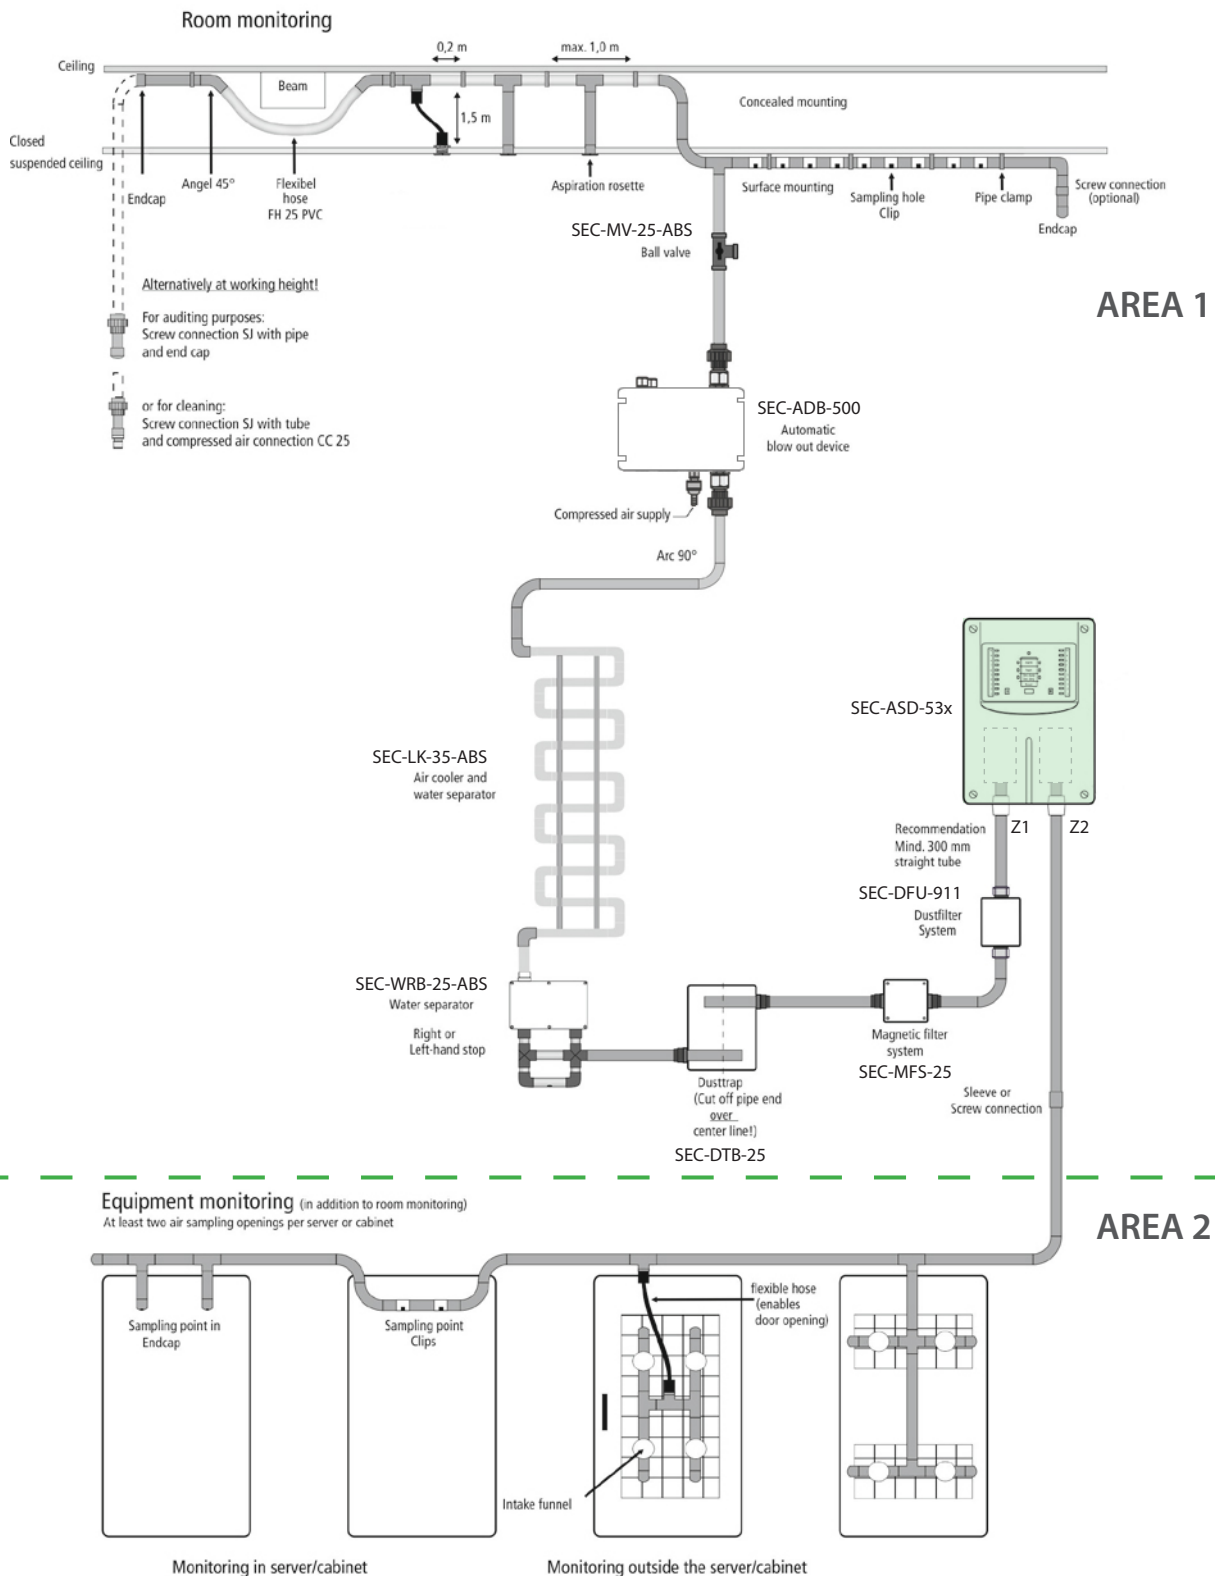 Room monitoring
0,2 m
max. 1,0 m
Ceiling
Beam
Concealed mounting
1,5 m
Closed
suspended ceiling
Endcap
Angel 45°
Flexibel
hose
FH 25 PVC
Aspiration rosette
Surface mounting
Sampling hole
Clip
Pipe clamp
Screw connection
(optional)
Endcap
SEC-MV-25-ABS
Ball valve
Alternatively at working height!
AREA 1
For auditing purposes:
Screw connection SJ with pipe
and end cap
or for cleaning:
Screw connection SJ with tube
and compressed air connection CC 25
SEC-ADB-500
Automatic
blow out device
Compressed air supply
Arc 90°
SEC-ASD-53x
SEC-LK-35-ABS
Air cooler and
water separator
Z1
Z2
Recommendation
Mind. 300 mm
straight tube
SEC-DFU-911
Dustfilter
System
SEC-WRB-25-ABS
Water separator
Right or
Left-hand stop
Magnetic filter
system
SEC-MFS-25
Dusttrap
(Cut off pipe end
over
center line!)
SEC-DTB-25
Sleeve or
Screw connection
Equipment monitoring (in addition to room monitoring)
At least two air sampling openings per server or cabinet
AREA 2
Sampling point in
Endcap
Sampling point
Clips
flexible hose
(enables
door opening)
Intake funnel
Monitoring in server/cabinet
Monitoring outside the server/cabinet